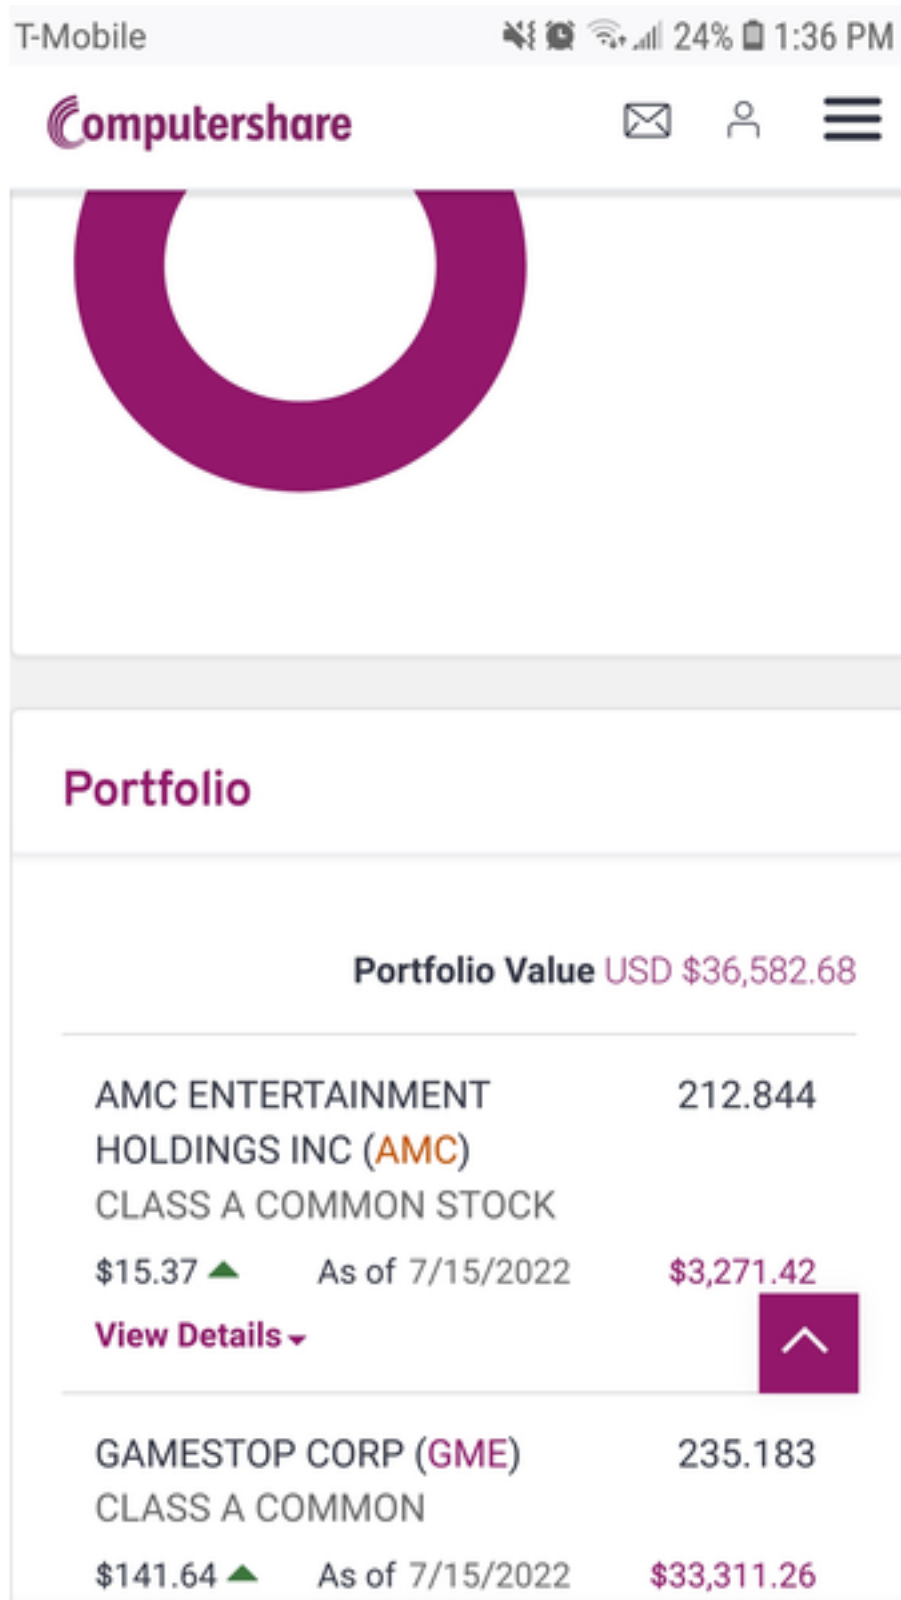 T-Mobile 24% 1:36 PM
Computershare
Portfolio
Portfolio Value USD $36,582.68
AMC ENTERTAINMENT 212.844
HOLDINGS INC (AMC)
CLASS A COMMON STOCK
$15.37 As of 7/15/2022 $3,271.42
View Details
GAMESTOP CORP (GME) 235.183
CLASS A COMMON
$141.64 As of 7/15/2022 $33,311.26